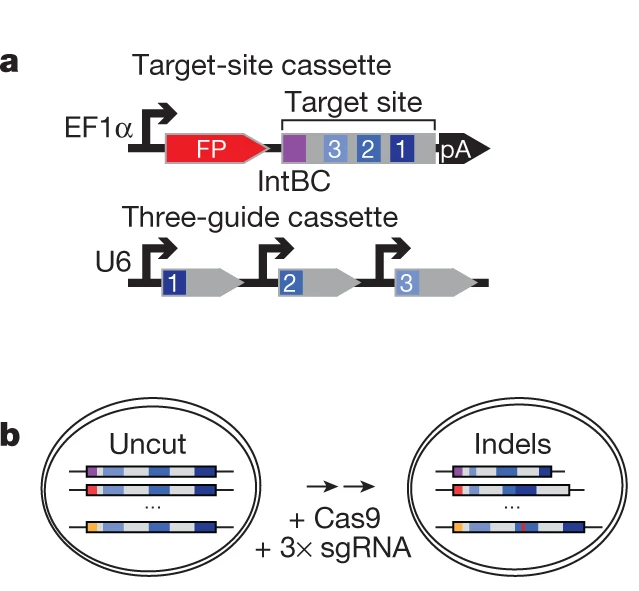 a
Target-site cassette
Target site
EF1α
FP
3 2 1
pA
IntBC
Three-guide cassette
U6
1 2 3
b
Uncut
Indels
...
...
+ Cas9
+ 3× sgRNA